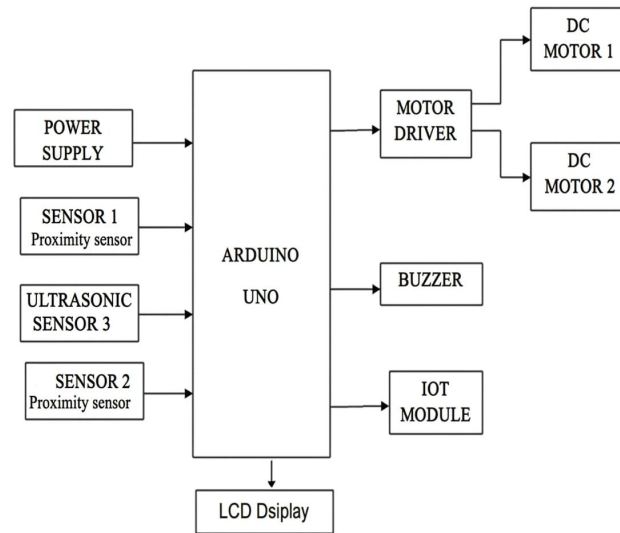 POWER
SUPPLY
SENSOR 1
Proximity sensor
ULTRASONIC
SENSOR 3
SENSOR 2
Proximity sensor
ARDUINO
UNO
MOTOR
DRIVER
DC
MOTOR 1
DC
MOTOR 2
BUZZER
IOT
MODULE
LCD Dsiplay